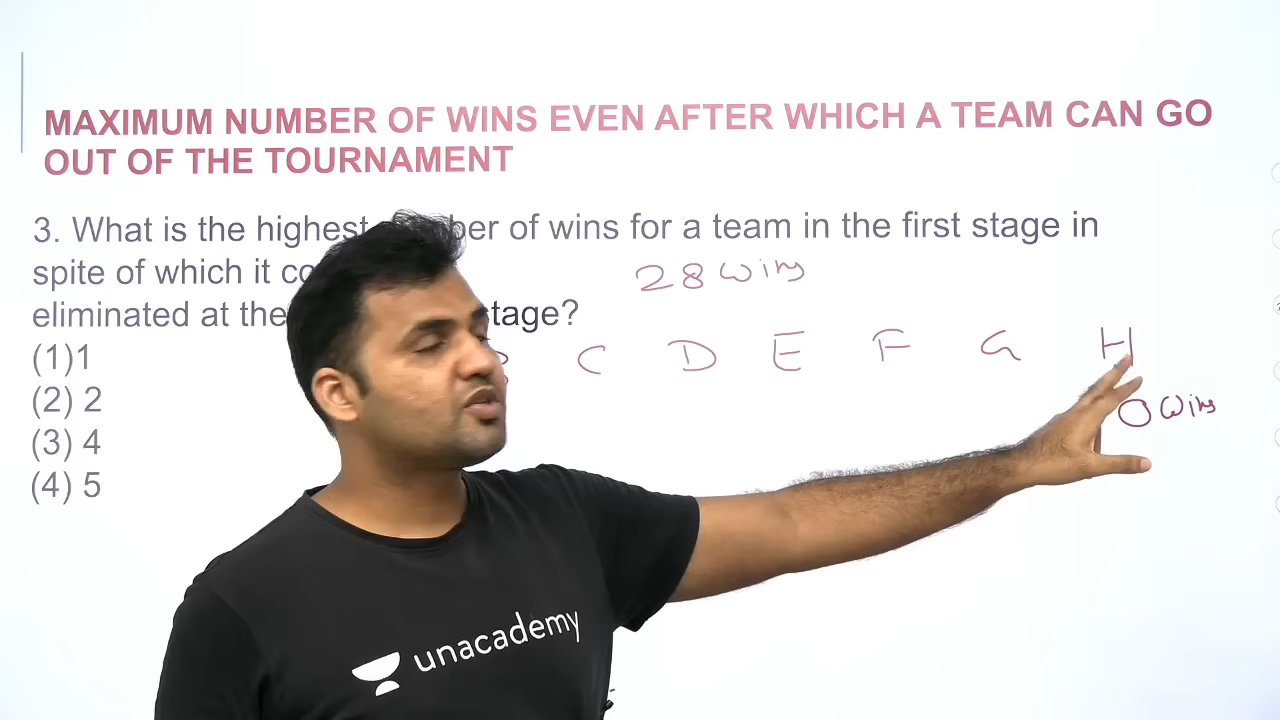 MAXIMUM NUMBER OF WINS EVEN AFTER WHICH A TEAM CAN GO
OUT OF THE TOURNAMENT
3. What is the highest ber of wins for a team in the first stage in
spite of which it
28 wins
eliminated at the stage?
(1)1
C D E F G H
(2) 2
0 wins
(3) 4
(4) 5
unacademy